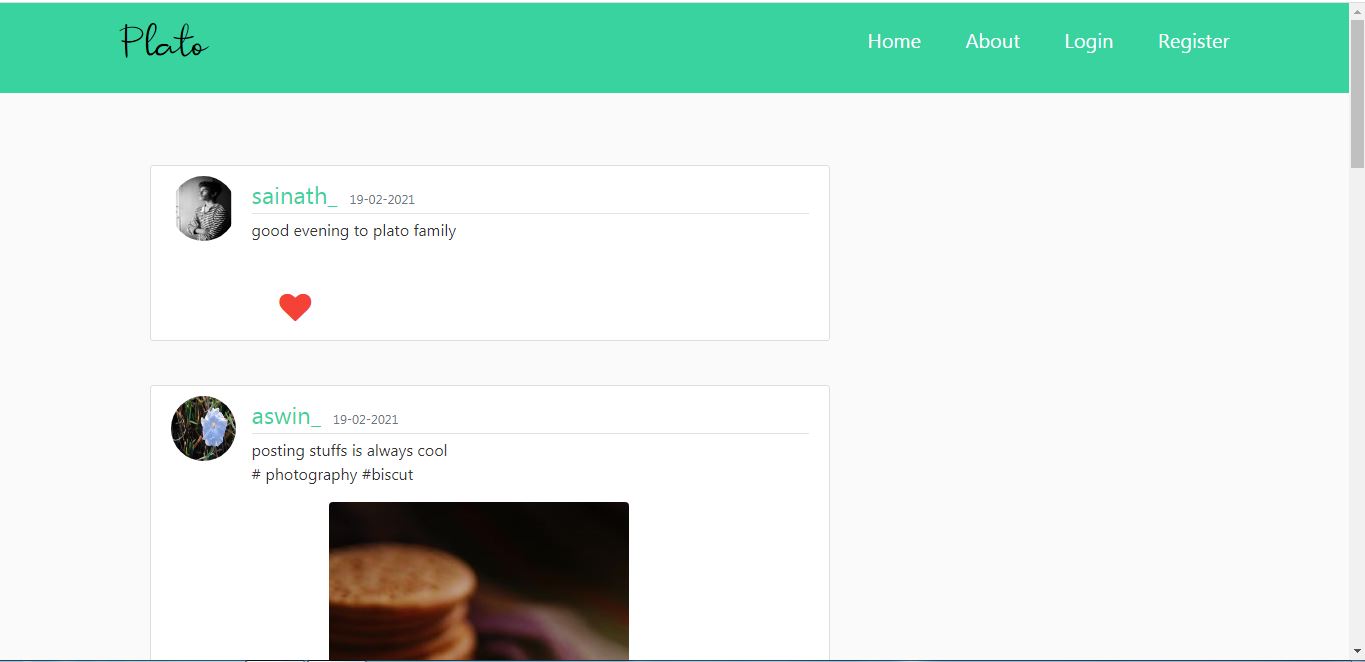 Plato
Home About Login Register
sainath_ 19-02-2021
good evening to plato family
aswin_ 19-02-2021
posting stuffs is always cool
# photography #biscut